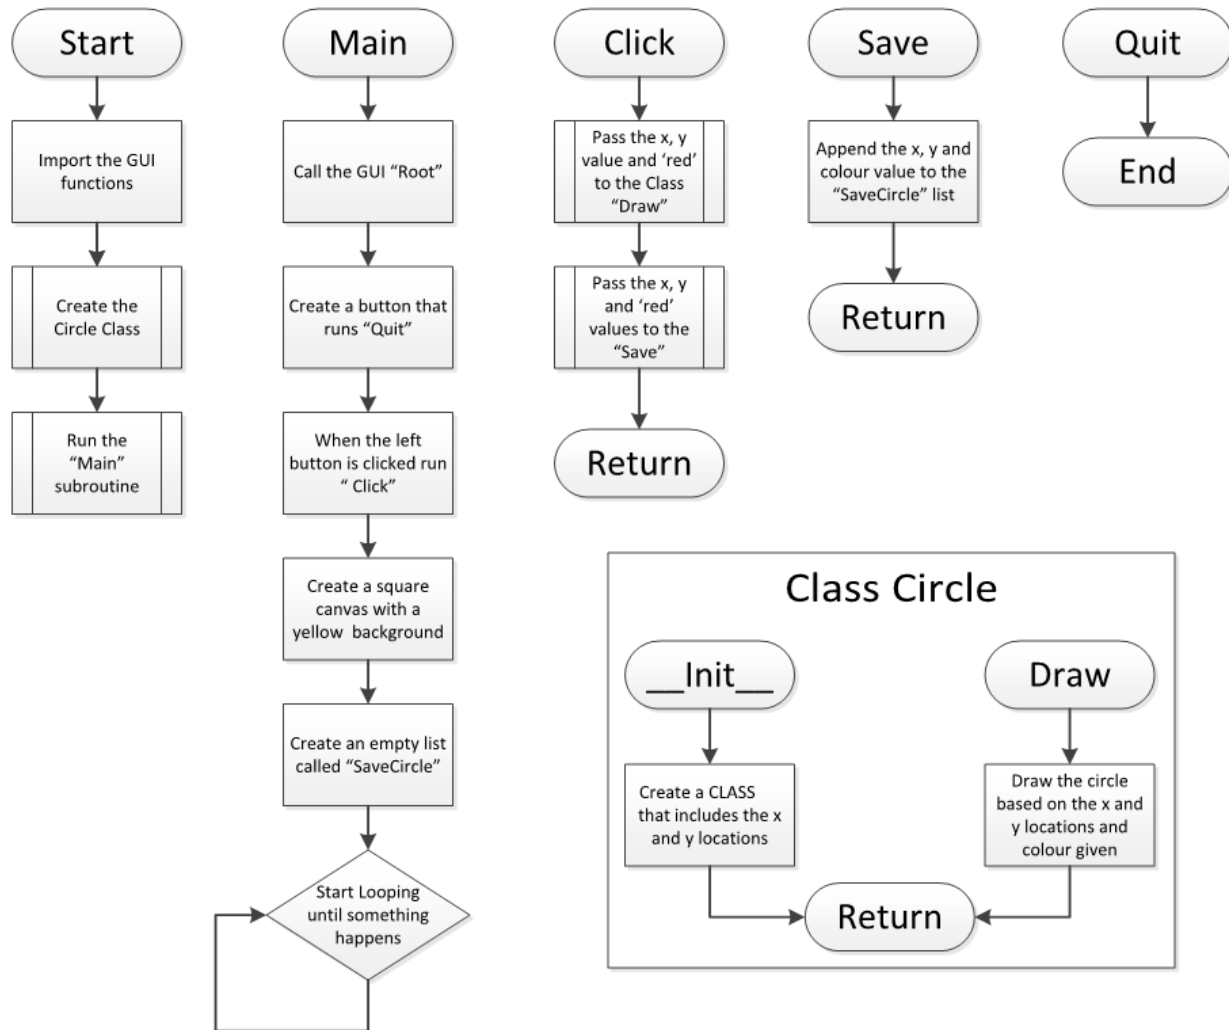 Start
Import the GUI
functions
Create the
Circle Class
Run the
“Main”
subroutine
Main
Call the GUI “Root”
Create a button that
runs “Quit”
When the left
button is clicked run
“ Click”
Create a square
canvas with a
yellow  background
Create an empty list
called “SaveCircle”
Start Looping
until something
happens
Click
Pass the x, y
value and ‘red’
to the Class
“Draw”
Pass the x, y
and ‘red’
values to the
“Save”
Return
Save
Append the x, y and
colour value to the
“SaveCircle” list
Return
Quit
End
Class Circle
__Init__
Create a CLASS
that includes the x
and y locations
Draw
Draw the circle
based on the x and
y locations and
colour given
Return